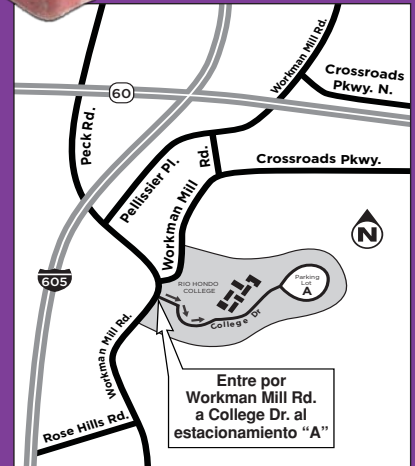 Workman Mill Rd.
Crossroads
Pkwy. N.
60
Peck Rd.
Pellissier Pl.
Workman Mill
Rd.
Crossroads Pkwy.
N
RIO HONDO
COLLEGE
Parking
Lot
A
College Dr
605
Workman Mill Rd.
Rose Hills Rd.
Entre por
Workman Mill Rd.
a College Dr. al
estacionamiento “A”